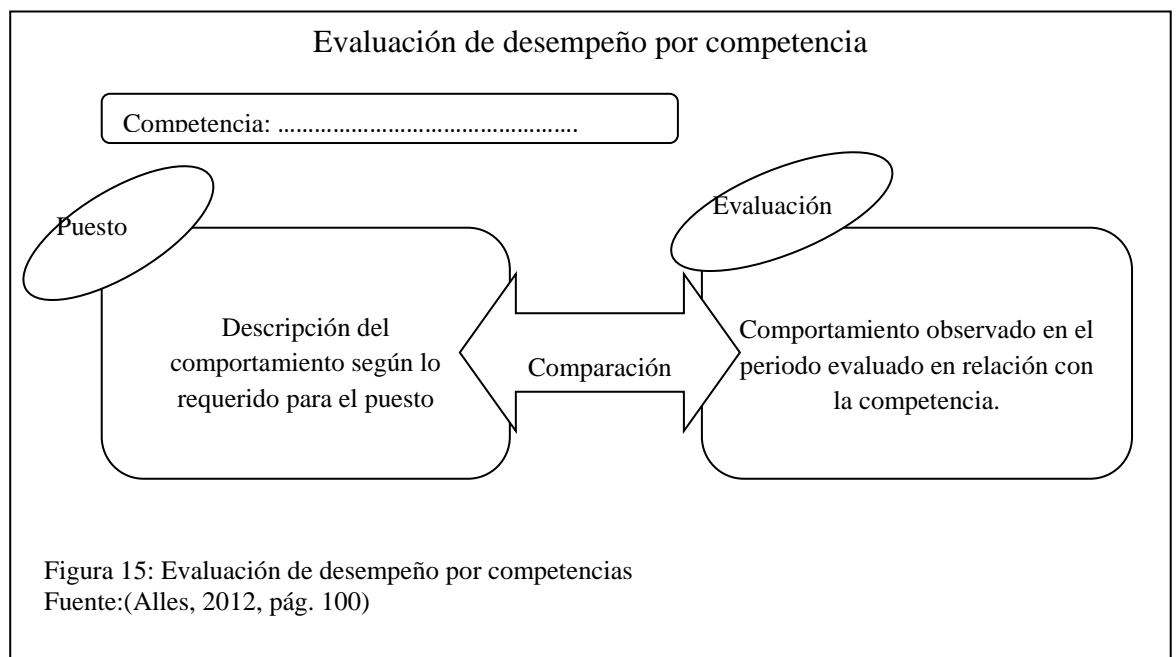 Evaluación de desempeño por competencia
Competencia: ………………………………………….
Puesto
Evaluación
Descripción del
comportamiento según lo
requerido para el puesto
Comparación
Comportamiento observado en el
periodo evaluado en relación con
la competencia.
Figura 15: Evaluación de desempeño por competencias
Fuente:(Alles, 2012, pág. 100)